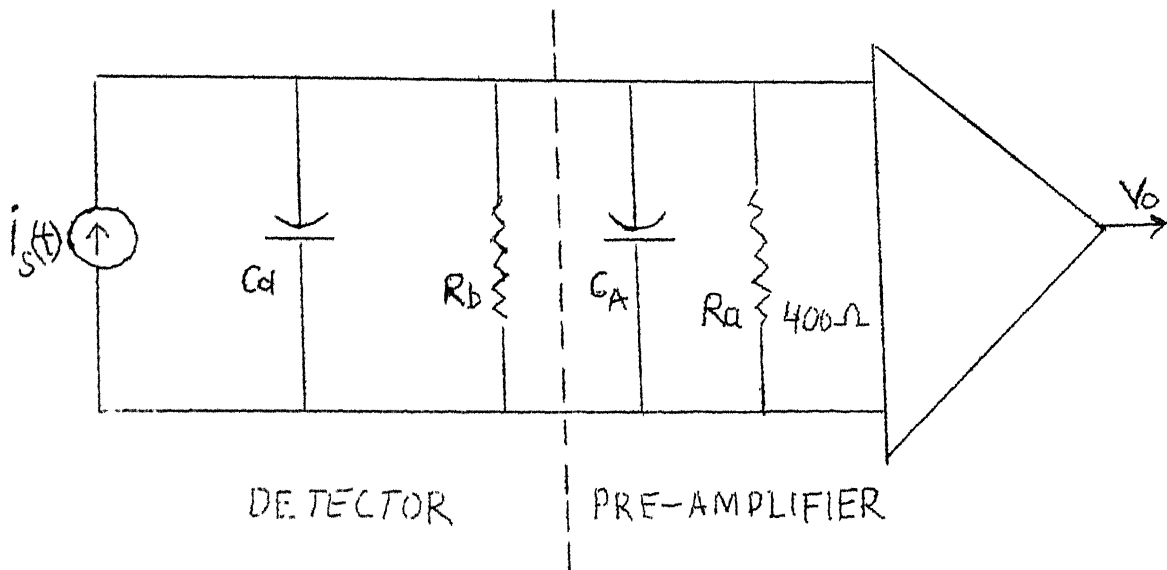 Vo
is(t)
Cd
Rb
CA
Ra 400Ω
DETECTOR
PRE-AMPLIFIER